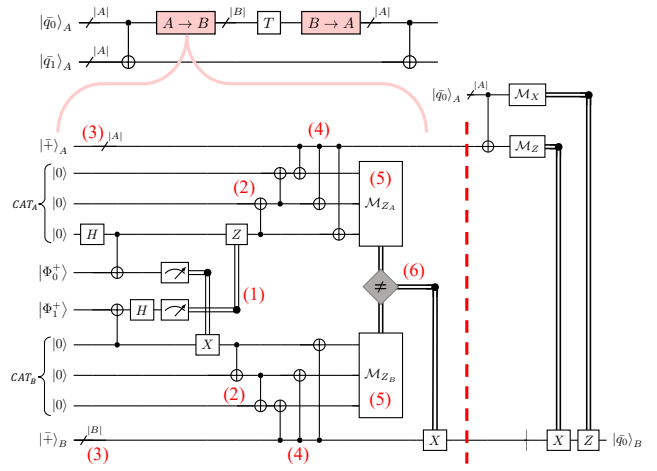 |q̄₀⟩_A |A| A → B |B| T B → A |A|
|q̄₁⟩_A |A|
|q̄₀⟩_A |A| M_X
(3) |A| (4)
|+̄⟩_A M_Z
|0⟩ (5)
CAT_A |0⟩ (2) M_{Z_A}
|0⟩ H Z
|Φ₀⁺⟩ (6)
(1) ≠
|Φ₁⁺⟩ H
|0⟩ X
CAT_B |0⟩ M_{Z_B}
(2) (5)
|0⟩
|+̄⟩_B |B| X X Z |q̄₀⟩_B
(3) (4)